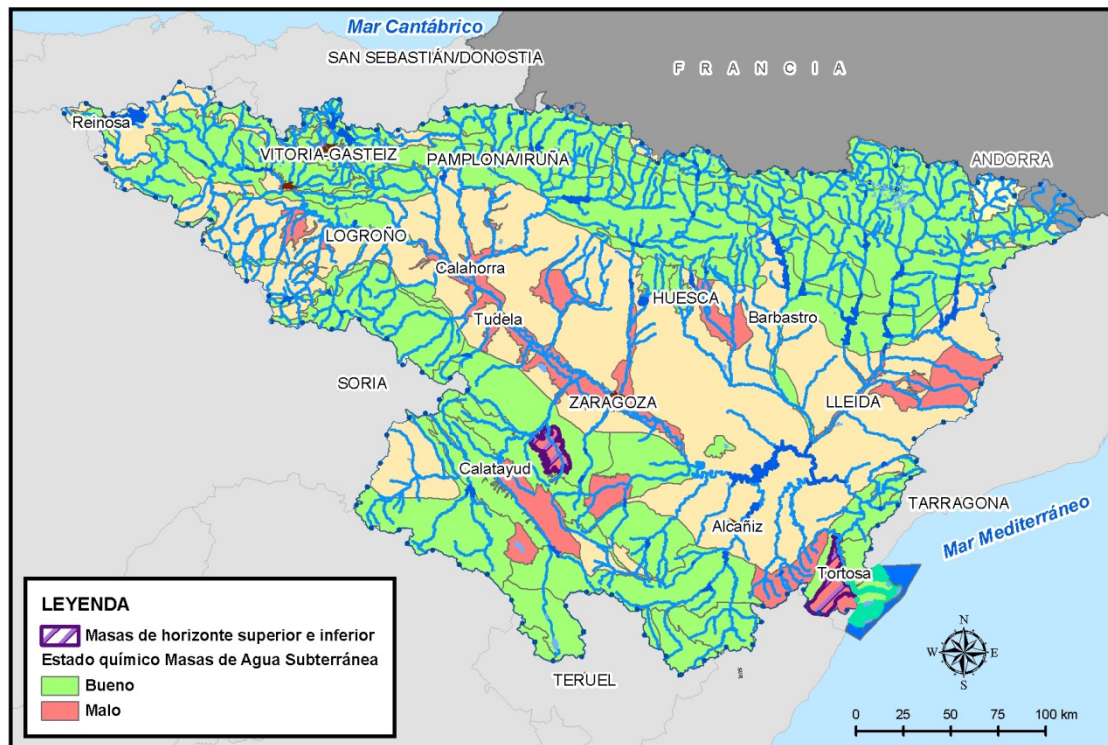 Mar Cantábrico
SAN SEBASTIÁN/DONOSTIA
F R A N C I A
Reinosa
VITORIA-GASTEIZ
PAMPLONA/IRUÑA
ANDORRA
LOGROÑO
Calahorra
HUESCA
Barbastro
Tudela
SORIA
ZARAGOZA
LLEIDA
Calatayud
TARRAGONA
Alcañiz
Mar Mediterráneo
Tortosa
TERUEL
LEYENDA
Masas de horizonte superior e inferior
Estado químico Masas de Agua Subterránea
Bueno
Malo
N
W E
S
0 25 50 75 100 km